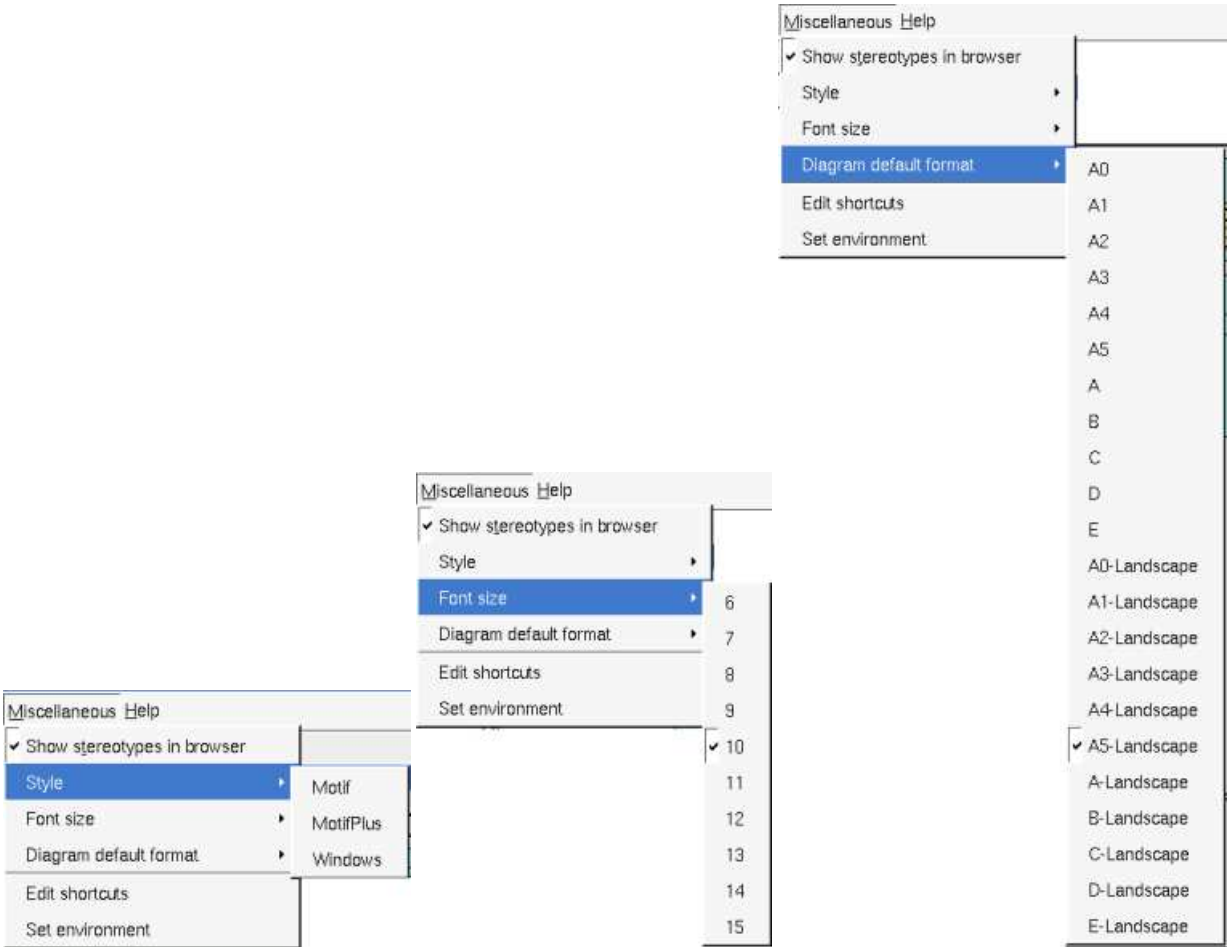 Miscellaneous Help
✓ Show stereotypes in browser
Style
Font size
Diagram default format
Edit shortcuts
Set environment
Motif
MotifPlus
Windows
Miscellaneous Help
✓ Show stereotypes in browser
Style
Font size
Diagram default format
Edit shortcuts
Set environment
6
7
8
9
✓ 10
11
12
13
14
15
Miscellaneous Help
✓ Show stereotypes in browser
Style
Font size
Diagram default format
Edit shortcuts
Set environment
A0
A1
A2
A3
A4
A5
A
B
C
D
E
A0-Landscape
A1-Landscape
A2-Landscape
A3-Landscape
A4-Landscape
✓ A5-Landscape
A-Landscape
B-Landscape
C-Landscape
D-Landscape
E-Landscape